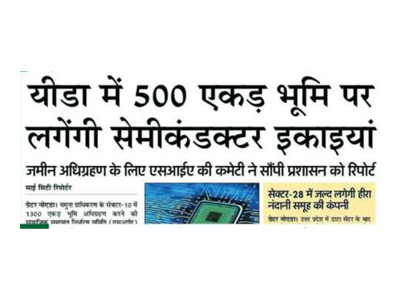 यीडा में 500 एकड़ भूमि पर
लगेंगी सेमीकंडक्टर इकाइयां
जमीन अधिग्रहण के लिए एसआईए की कमेटी ने सौंपी प्रशासन को रिपोर्ट
माई सिटी रिपोर्टर
ग्रेटर नोएडा। यमुना प्राधिकरण के सेक्टर-10 में
1300 एकड़ भूमि अधिग्रहण करने की
सेक्टर-28 में जल्द लगेगी हीरा
नंदानी समूह की कंपनी
ग्रेटर नोएडा। उत्तर प्रदेश में डाटा सेंटर के बाद